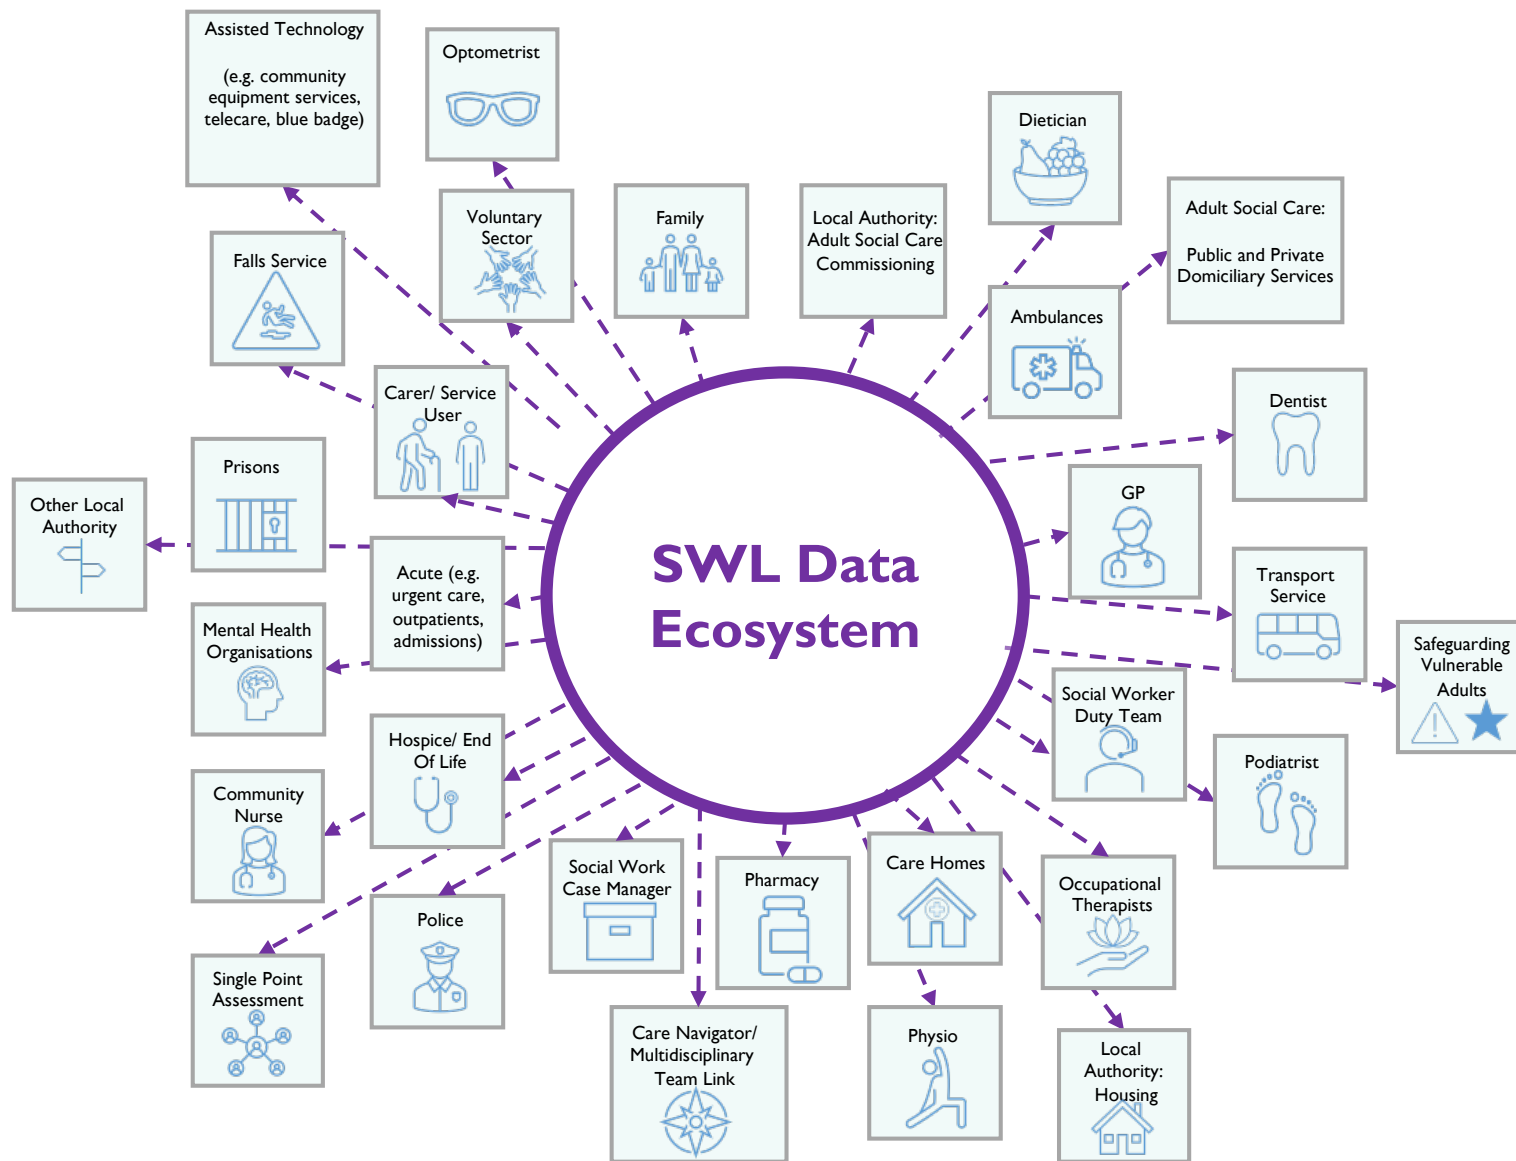 Assisted Technology
(e.g. community
equipment services,
telecare, blue badge)
Optometrist
Dietician
Voluntary
Sector
Family
Local Authority:
Adult Social Care
Commissioning
Adult Social Care:
Public and Private
Domiciliary Services
Falls Service
Ambulances
Carer/ Service
User
Dentist
Prisons
Other Local
Authority
GP
Acute (e.g.
urgent care,
outpatients,
admissions)
SWL Data
Ecosystem
Transport
Service
Mental Health
Organisations
Safeguarding
Vulnerable
Adults
Social Worker
Duty Team
Hospice/ End
Of Life
Podiatrist
Community
Nurse
Social Work
Case Manager
Pharmacy
Care Homes
Occupational
Therapists
Police
Single Point
Assessment
Care Navigator/
Multidisciplinary
Team Link
Physio
Local
Authority:
Housing